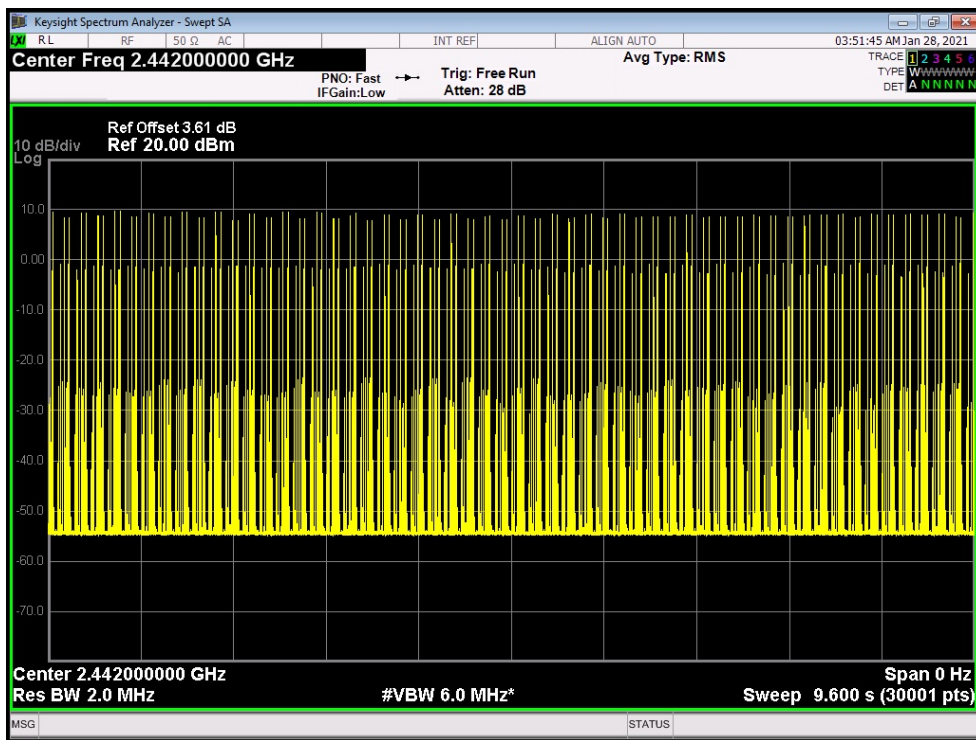 Keysight Spectrum Analyzer - Swept SA
LXI RL RF 50 Ω AC INT REF ALIGN AUTO 03:51:45 AM Jan 28, 2021
Center Freq 2.442000000 GHz Avg Type: RMS TRACE 1 2 3 4 5 6
PNO: Fast Trig: Free Run TYPE WWWWWW
IFGain:Low Atten: 28 dB DET A N N N N N
Ref Offset 3.61 dB
10 dB/div Ref 20.00 dBm
Log
10.0
0.00
-10.0
-20.0
-30.0
-40.0
-50.0
-60.0
-70.0
Center 2.442000000 GHz Span 0 Hz
Res BW 2.0 MHz #VBW 6.0 MHz* Sweep 9.600 s (30001 pts)
MSG STATUS